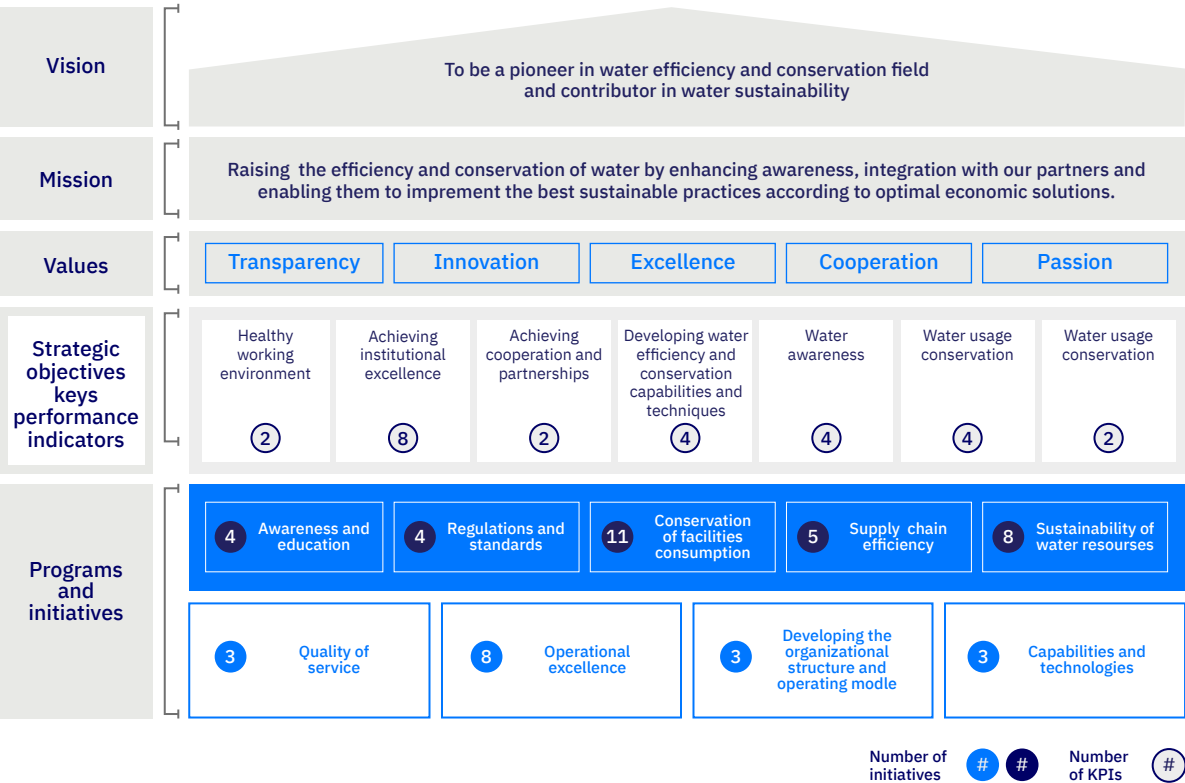 Vision
To be a pioneer in water efficiency and conservation field
and contributor in water sustainability
Mission
Raising the efficiency and conservation of water by enhancing awareness, integration with our partners and
enabling them to imprement the best sustainable practices according to optimal economic solutions.
Values
Transparency
Innovation
Excellence
Cooperation
Passion
Strategic
objectives
keys
performance
indicators
Healthy
working
environment
2
Achieving
institutional
excellence
8
Achieving
cooperation and
partnerships
2
Developing water
efficiency and
conservation
capabilities and
techniques
4
Water
awareness
4
Water usage
conservation
4
Water usage
conservation
2
Programs
and
initiatives
4
Awareness and
education
4
Regulations and
standards
11
Conservation
of facilities
consumption
5
Supply chain
efficiency
8
Sustainability of
water resourses
3
Quality of
service
8
Operational
excellence
3
Developing the
organizational
structure and
operating modle
3
Capabilities and
technologies
Number of
initiatives
# #
Number
of KPIs
#